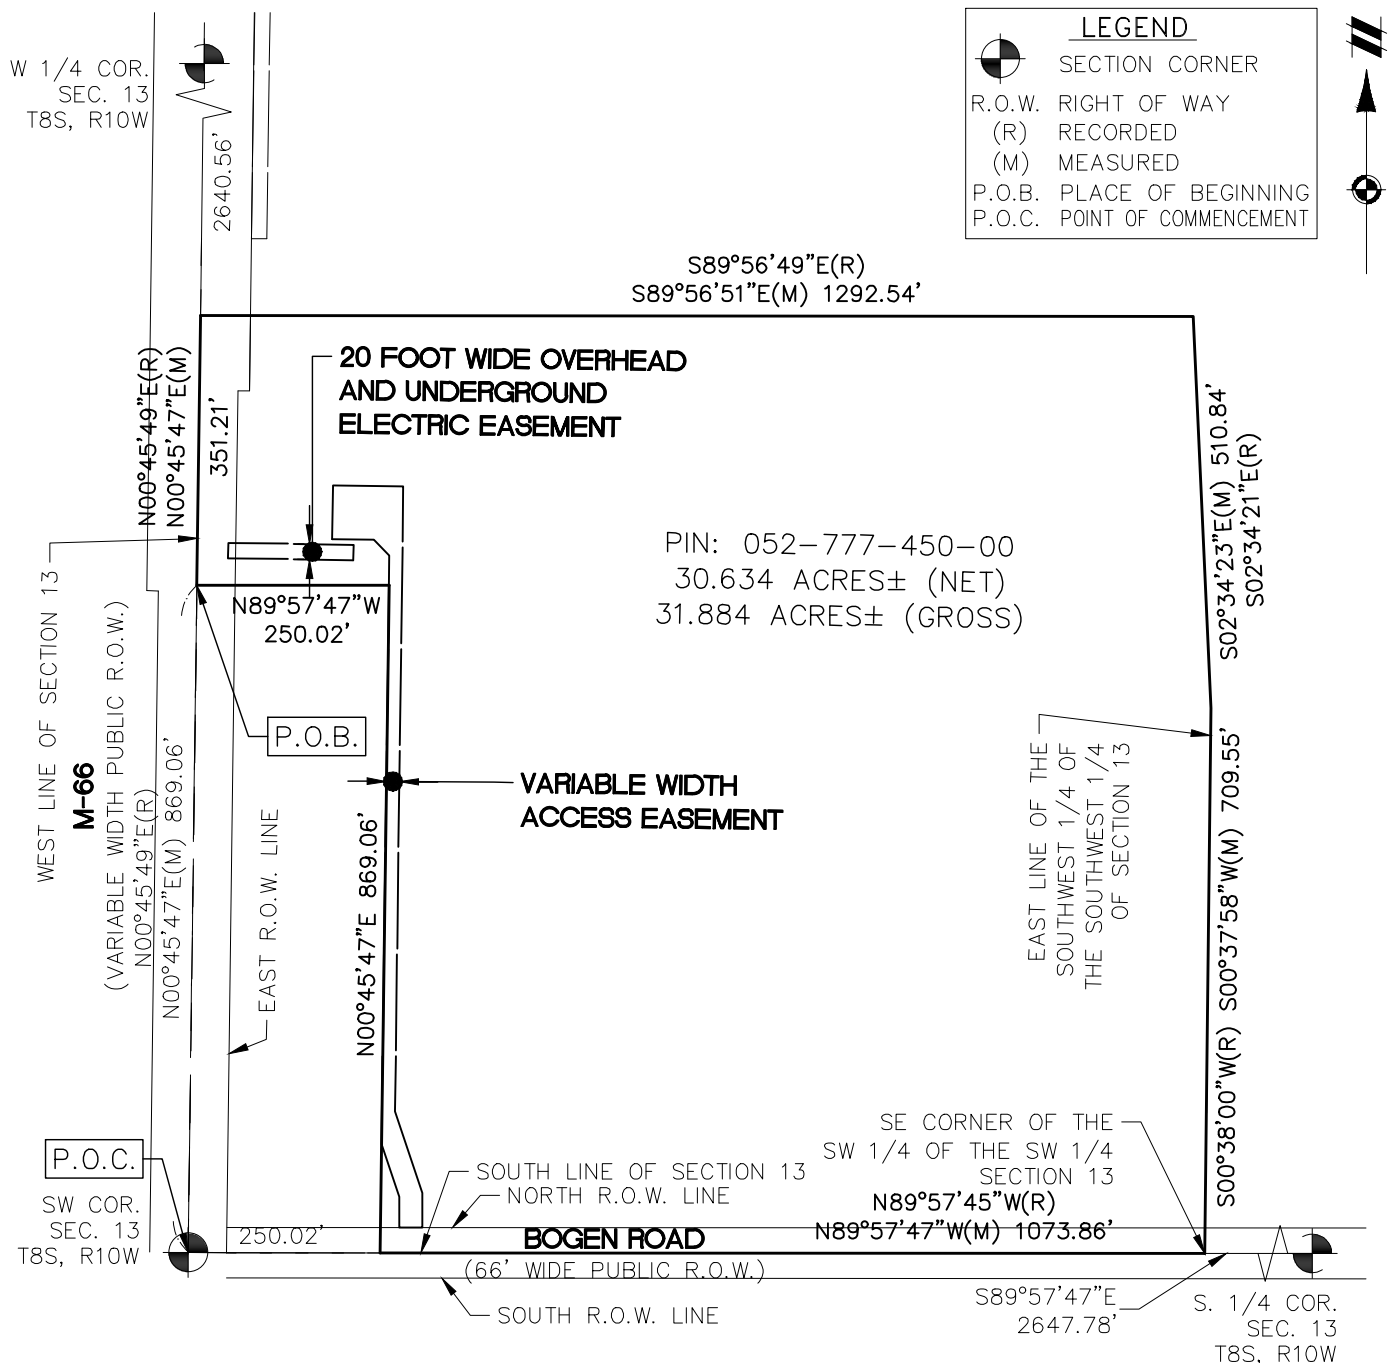 LEGEND
SECTION CORNER
R.O.W. RIGHT OF WAY
(R) RECORDED
(M) MEASURED
P.O.B. PLACE OF BEGINNING
P.O.C. POINT OF COMMENCEMENT
W 1/4 COR.
SEC. 13
T8S, R10W
2640.56'
S89°56'49"E(R)
S89°56'51"E(M) 1292.54'
N00°45'49"E(R)
N00°45'47"E(M)
351.21'
20 FOOT WIDE OVERHEAD
AND UNDERGROUND
ELECTRIC EASEMENT
S02°34'23"E(M) 510.84'
S02°34'21"E(R)
PIN: 052-777-450-00
30.634 ACRES± (NET)
31.884 ACRES± (GROSS)
N89°57'47"W
250.02'
P.O.B.
WEST LINE OF SECTION 13
M-66
(VARIABLE WIDTH PUBLIC R.O.W.)
N00°45'49"E(R)
N00°45'47"E(M) 869.06'
EAST R.O.W. LINE
N00°45'47"E 869.06'
VARIABLE WIDTH
ACCESS EASEMENT
EAST LINE OF THE
SOUTHWEST 1/4 OF
THE SOUTHWEST 1/4
OF SECTION 13
S00°38'00"W(R) S00°37'58"W(M) 709.55'
P.O.C.
SW COR.
SEC. 13
T8S, R10W
SE CORNER OF THE
SW 1/4 OF THE SW 1/4
SECTION 13
SOUTH LINE OF SECTION 13
NORTH R.O.W. LINE
N89°57'45"W(R)
N89°57'47"W(M) 1073.86'
250.02'
BOGEN ROAD
(66' WIDE PUBLIC R.O.W.)
SOUTH R.O.W. LINE
S89°57'47"E
2647.78'
S. 1/4 COR.
SEC. 13
T8S, R10W